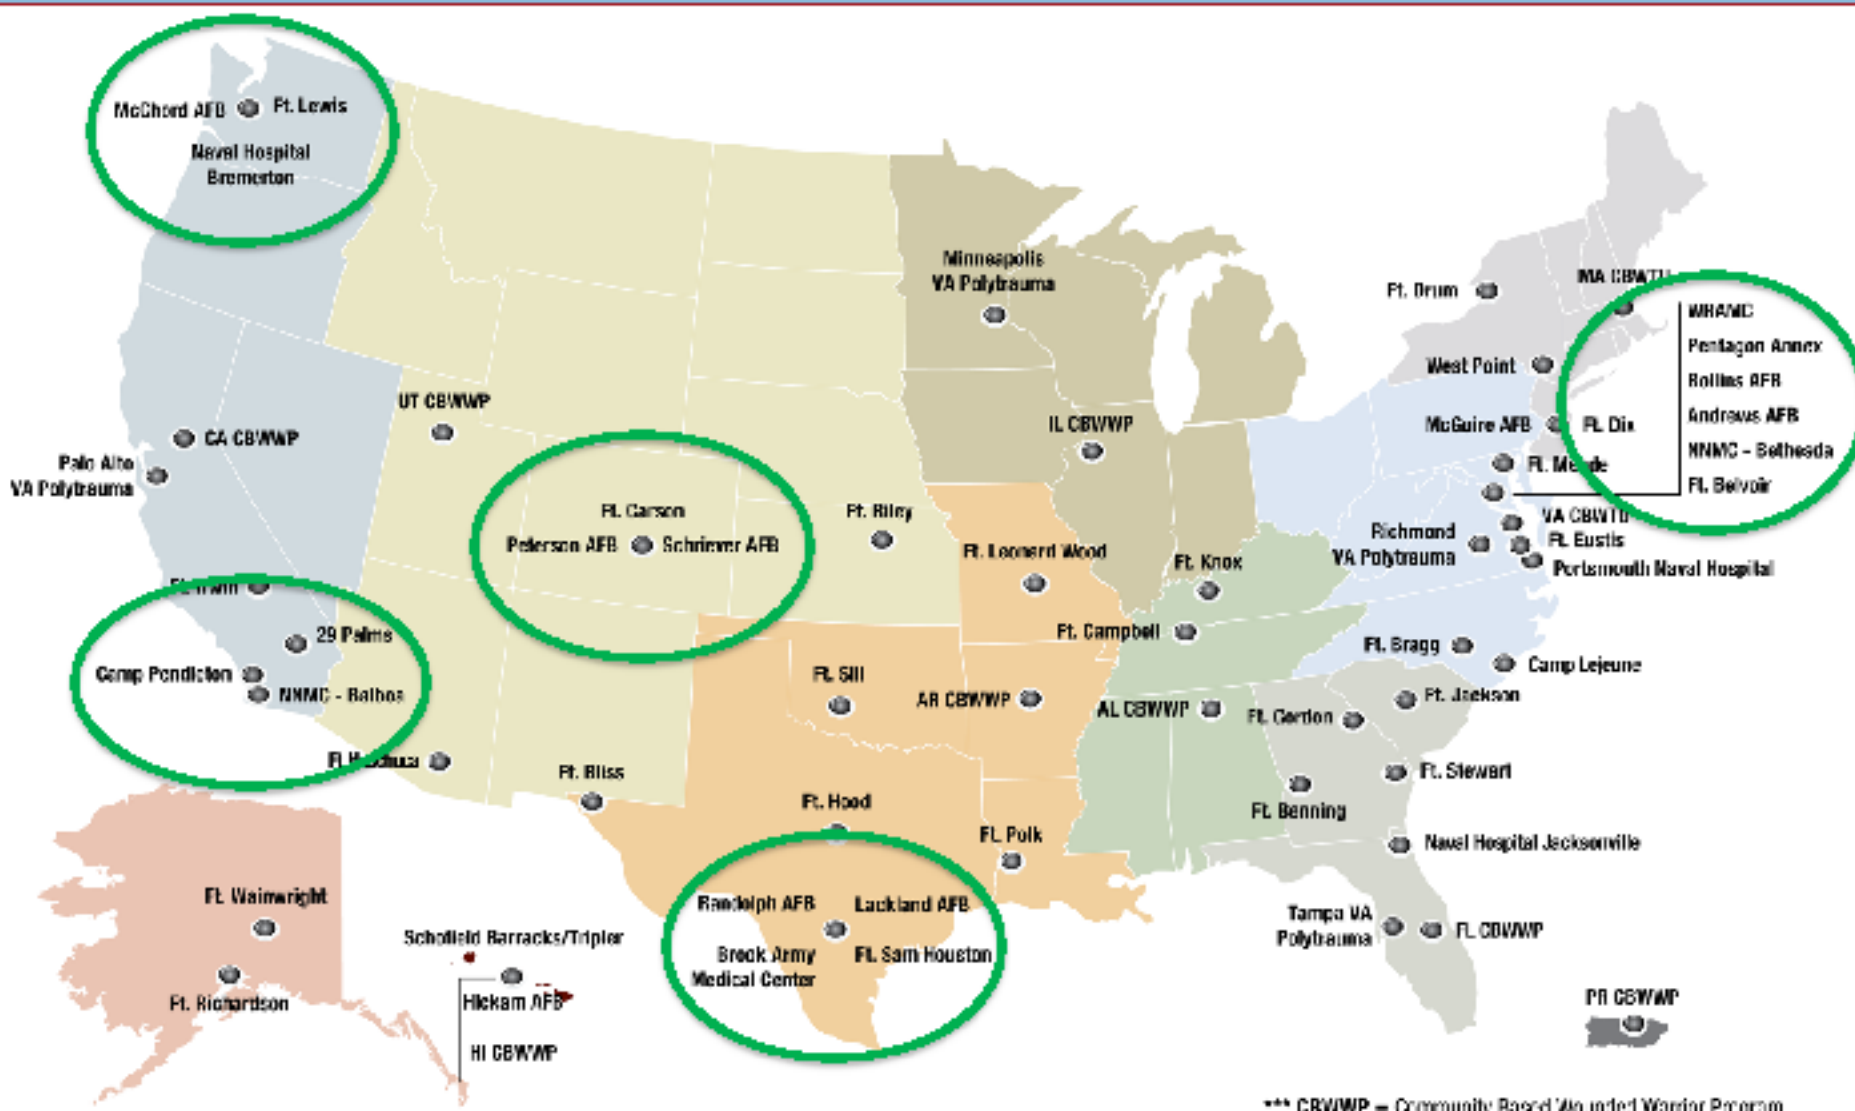 McChord AFB
Ft. Lewis
Naval Hospital
Bremerton
Minneapolis
VA Polytrauma
Ft. Drum
MA CBWTU
WRAMC
Pentagon Annex
West Point
Bollins AFB
UT CBWWP
Andrews AFB
IL CBWWP
McGuire AFB
Ft. Dix
CA CBWWP
NNMC - Bethesda
Palo Alto
VA Polytrauma
Ft. Meade
Ft. Belvoir
Ft. Carson
Ft. Riley
VA CBWTU
Peterson AFB
Schriever AFB
Richmond
VA Polytrauma
Ft. Eustis
Ft. Leonard Wood
Ft. Knox
Portsmouth Naval Hospital
Ft. Irwin
29 Palms
Ft. Campbell
Ft. Bragg
Camp Lejeune
Camp Pendleton
NNMC - Balboa
Ft. Sill
AR CBWWP
AL CBWWP
Ft. Gordon
Ft. Jackson
Ft. Huachuca
Ft. Bliss
Ft. Stewart
Ft. Hood
Ft. Benning
Ft. Polk
Naval Hospital Jacksonville
Ft. Wainwright
Randolph AFB
Lackland AFB
Tampa VA
Polytrauma
FL CBWWP
Schofield Barracks/Tripler
Brook Army
Medical Center
Ft. Sam Houston
Ft. Richardson
Hickam AFB
PR CBWWP
HI CBWWP
*** CBWWP = Community Based Wounded Warrior Program